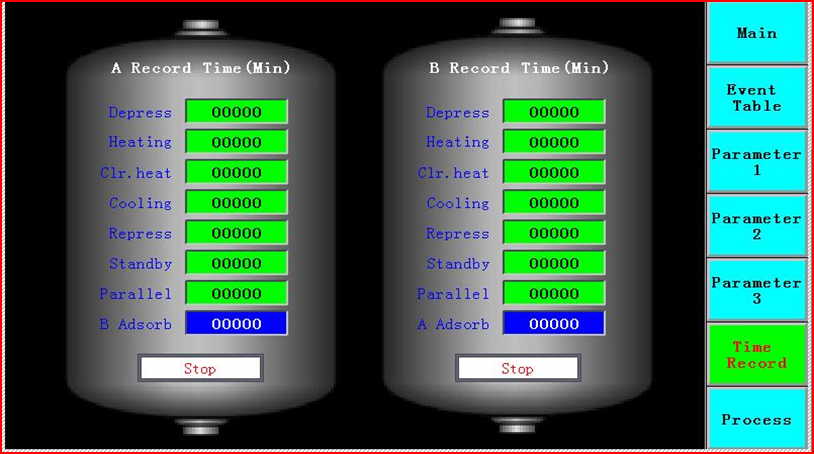 A Record Time(Min)
Depress 00000
Heating 00000
Clr.heat 00000
Cooling 00000
Repress 00000
Standby 00000
Parallel 00000
B Adsorb 00000
Stop
B Record Time(Min)
Depress 00000
Heating 00000
Clr.heat 00000
Cooling 00000
Repress 00000
Standby 00000
Parallel 00000
A Adsorb 00000
Stop
Main
Event
Table
Parameter
1
Parameter
2
Parameter
3
Time
Record
Process